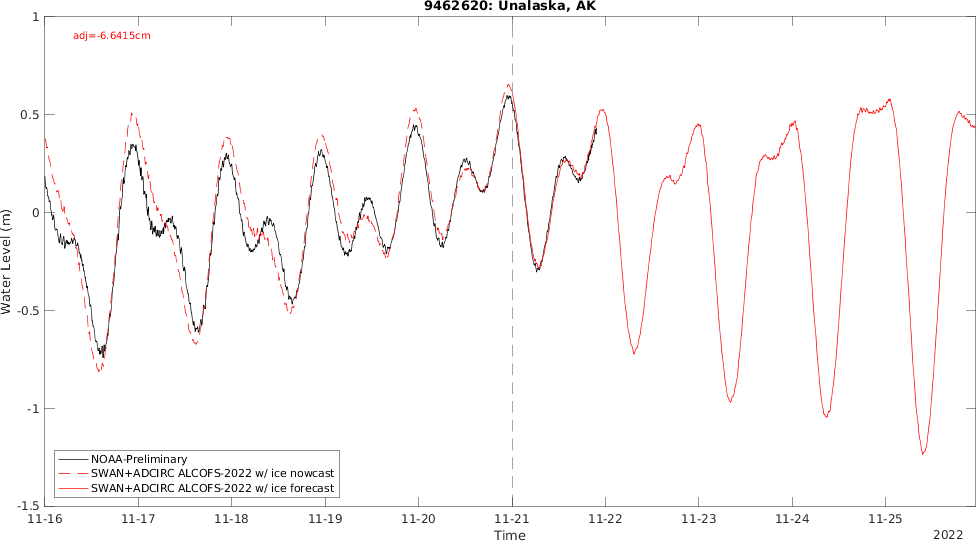 9462620: Unalaska, AK
adj=-6.6415cm
1
0.5
0
-0.5
-1
-1.5
Water Level (m)
NOAA-Preliminary
SWAN+ADCIRC ALCOFS-2022 w/ ice nowcast
SWAN+ADCIRC ALCOFS-2022 w/ ice forecast
11-16 11-17 11-18 11-19 11-20 11-21 11-22 11-23 11-24 11-25
Time
2022